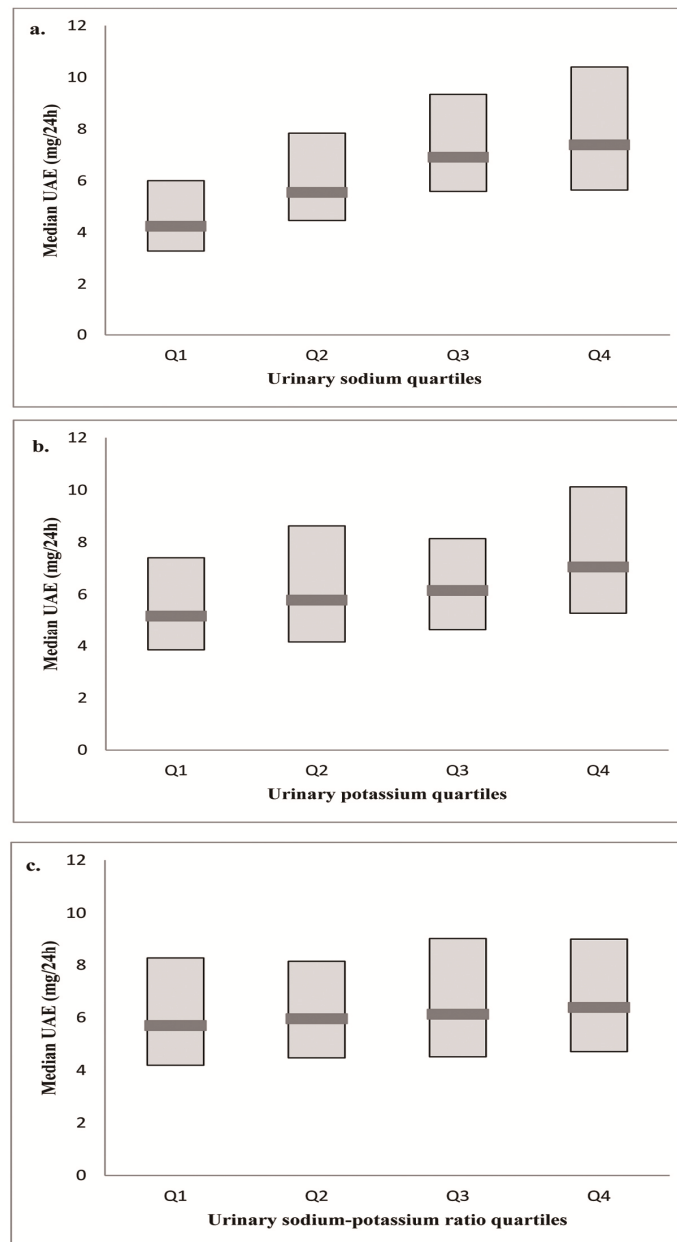 a.
Median UAE (mg/24h)
12
10
8
6
4
2
0
Q1 Q2 Q3 Q4
Urinary sodium quartiles
b.
Median UAE (mg/24h)
12
10
8
6
4
2
0
Q1 Q2 Q3 Q4
Urinary potassium quartiles
c.
Median UAE (mg/24h)
12
10
8
6
4
2
0
Q1 Q2 Q3 Q4
Urinary sodium-potassium ratio quartiles